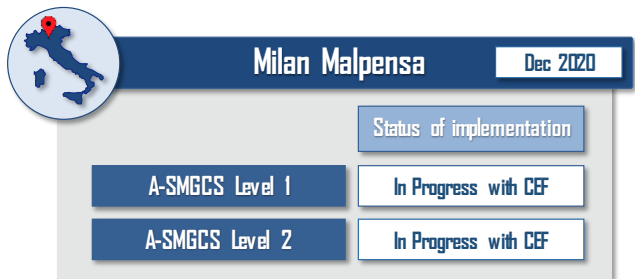 Milan Malpensa Dec 2020
Status of implementation
A-SMGCS Level 1 In Progress with CEF
A-SMGCS Level 2 In Progress with CEF